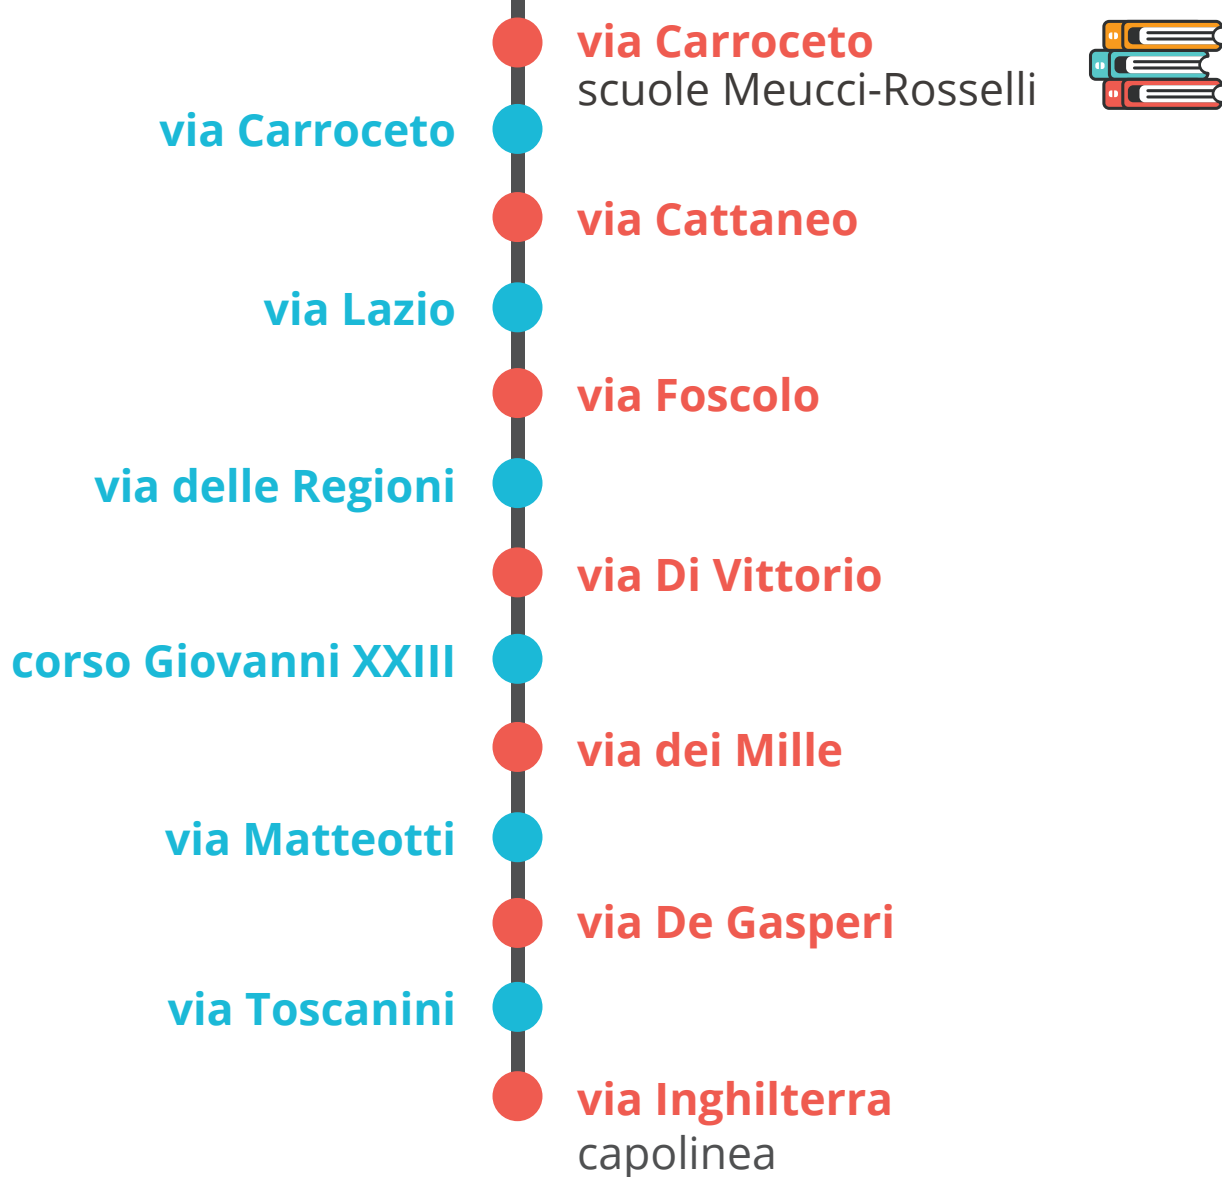 via Carroceto
scuole Meucci-Rosselli
via Carroceto
via Cattaneo
via Lazio
via Foscolo
via delle Regioni
via Di Vittorio
corso Giovanni XXIII
via dei Mille
via Matteotti
via De Gasperi
via Toscanini
via Inghilterra
capolinea